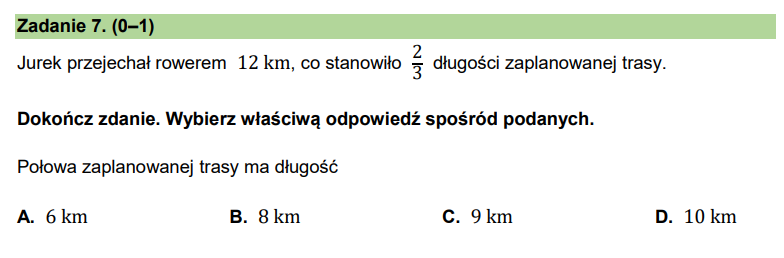 Zadanie 7. (0–1)
Jurek przejechał rowerem 12 km, co stanowiło 2/3 długości zaplanowanej trasy.
Dokończ zdanie. Wybierz właściwą odpowiedź spośród podanych.
Połowa zaplanowanej trasy ma długość
A. 6 km B. 8 km C. 9 km D. 10 km